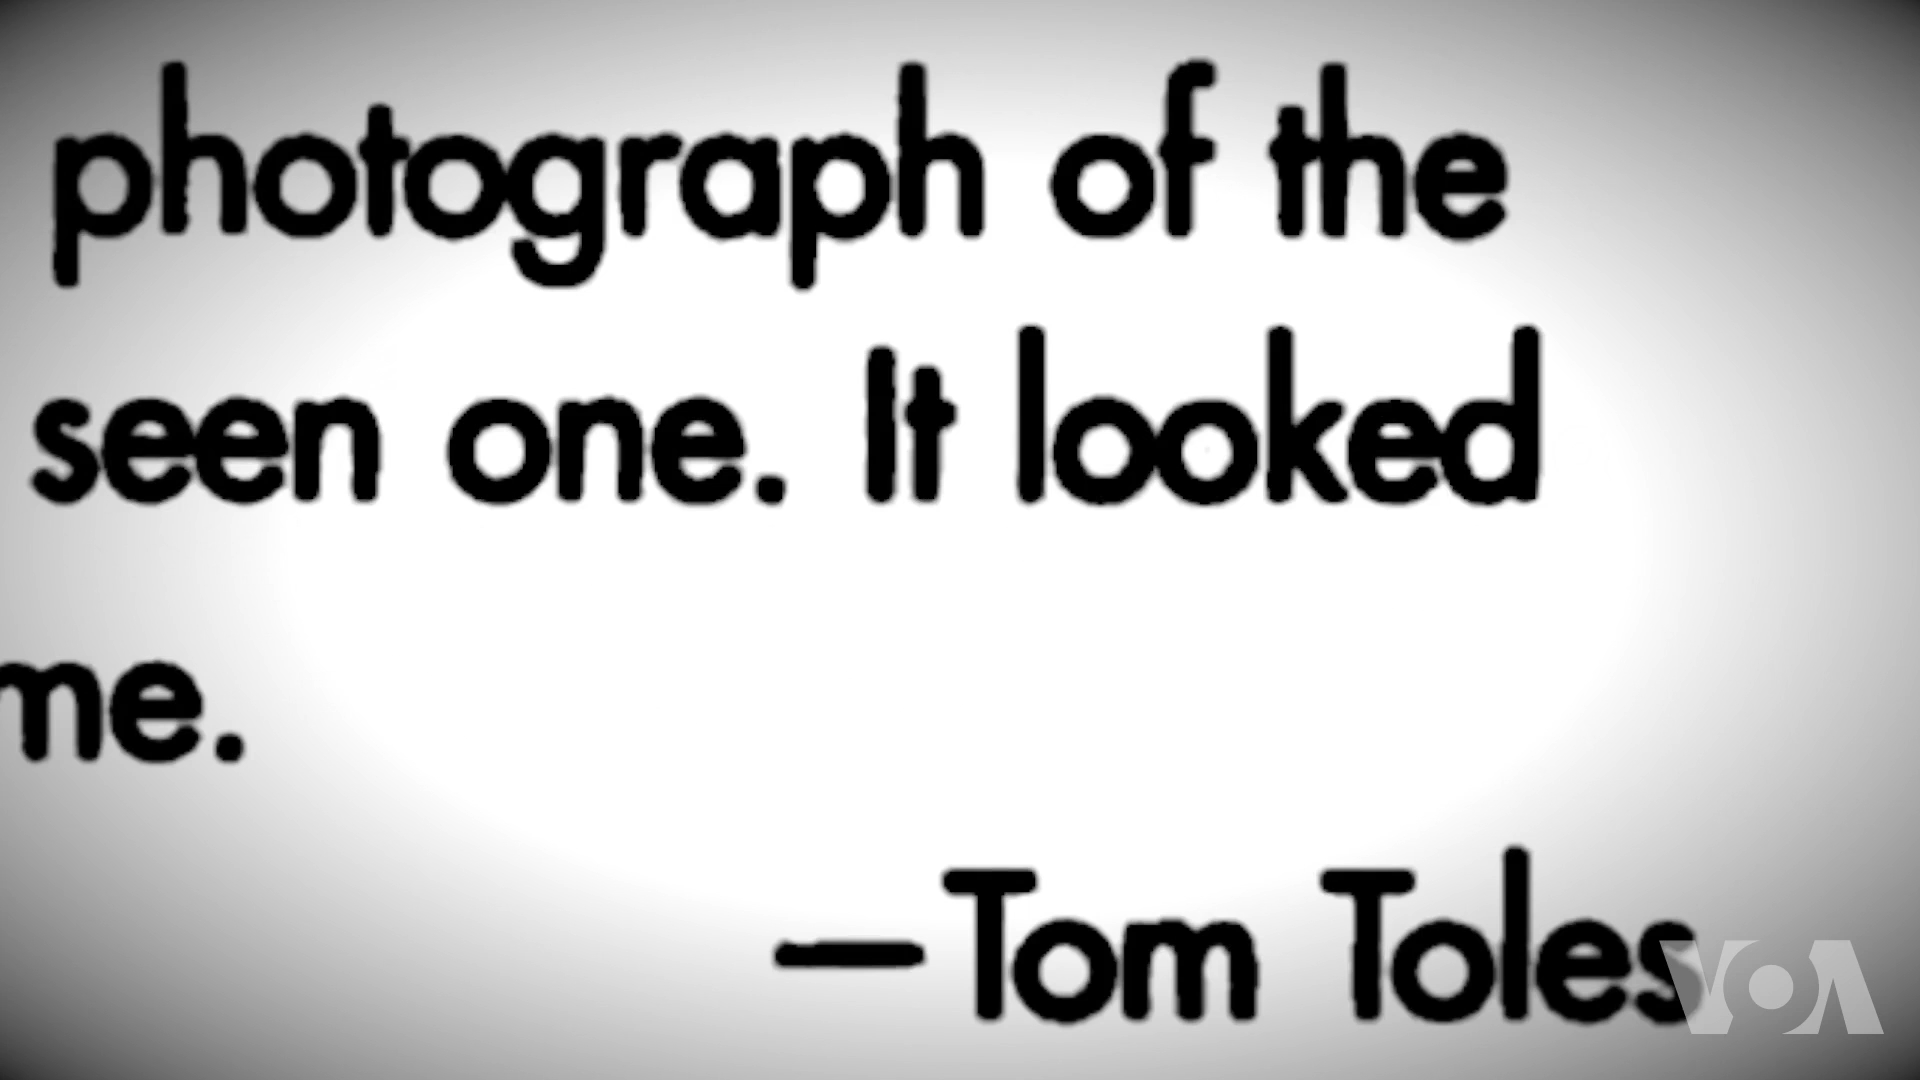 photograph of the
seen one. It looked
me.
—Tom Toles
VOA